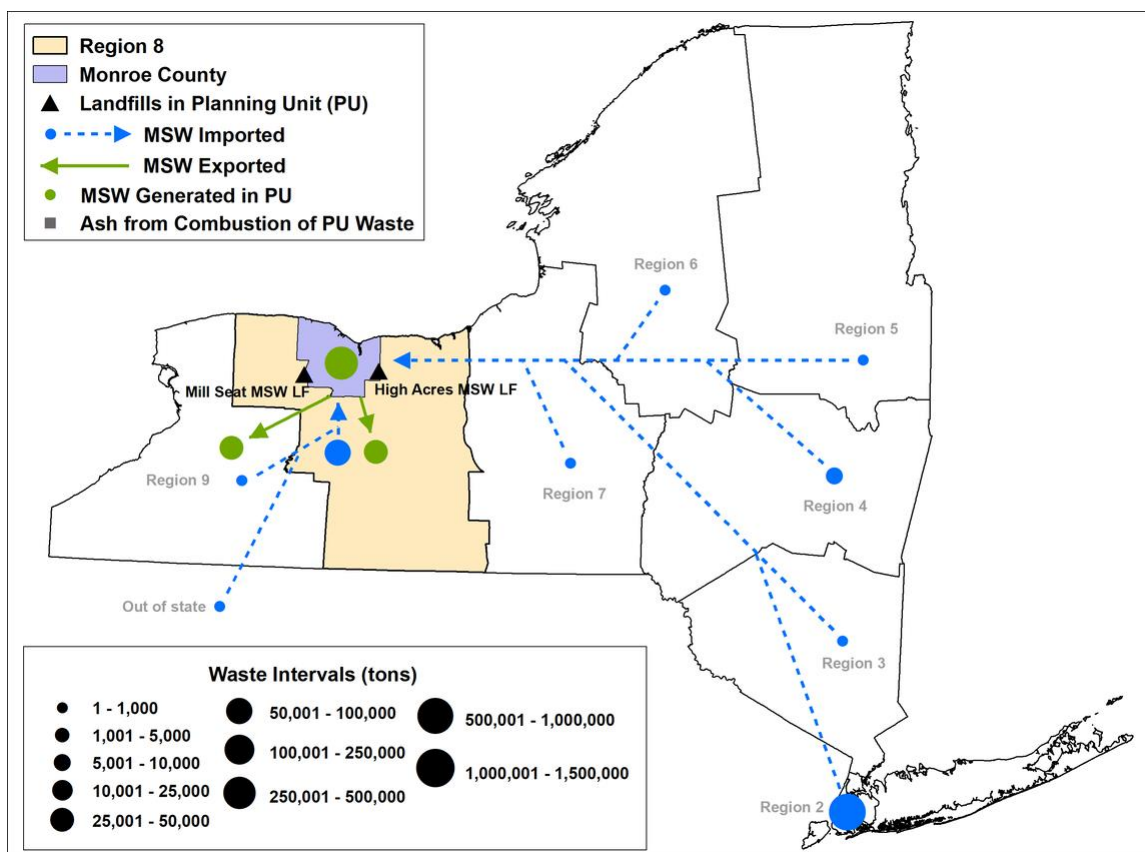 Region 8
Monroe County
Landfills in Planning Unit (PU)
MSW Imported
MSW Exported
MSW Generated in PU
Ash from Combustion of PU Waste
Region 6
Region 5
Mill Seat MSW LF
High Acres MSW LF
Region 9
Region 7
Region 4
Out of state
Region 3
Region 2
Waste Intervals (tons)
1 - 1,000
1,001 - 5,000
5,001 - 10,000
10,001 - 25,000
25,001 - 50,000
50,001 - 100,000
100,001 - 250,000
250,001 - 500,000
500,001 - 1,000,000
1,000,001 - 1,500,000